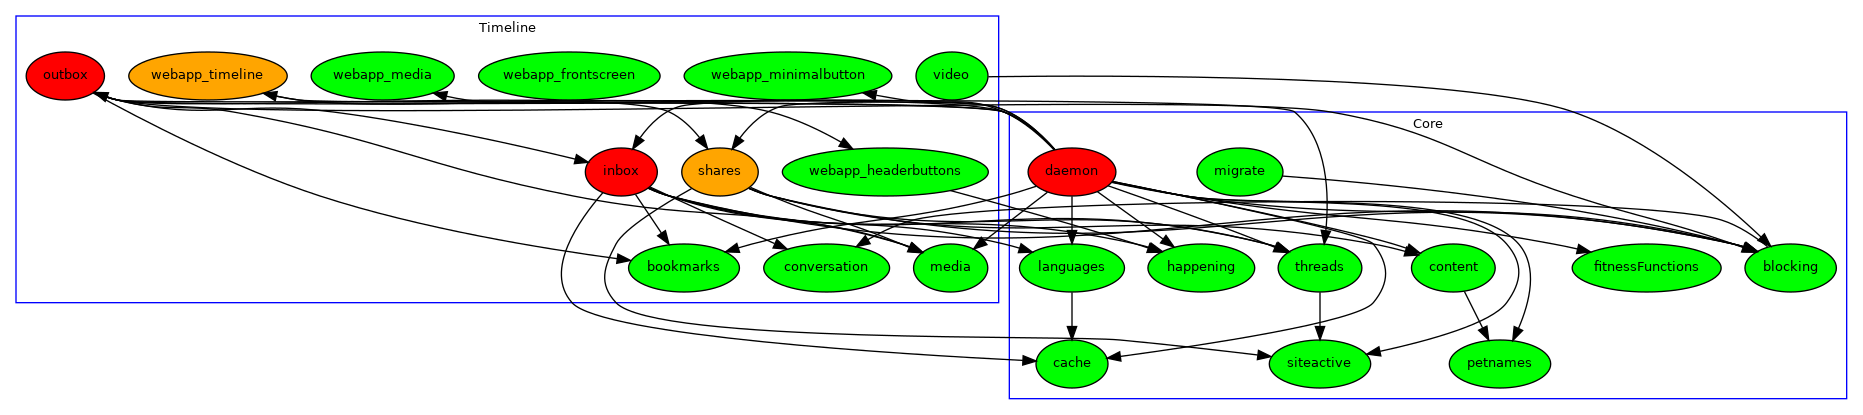 Timeline
outbox
webapp_timeline
webapp_media
webapp_frontscreen
webapp_minimalbutton
video
Core
inbox
shares
webapp_headerbuttons
daemon
migrate
bookmarks
conversation
media
languages
happening
threads
content
fitnessFunctions
blocking
cache
siteactive
petnames